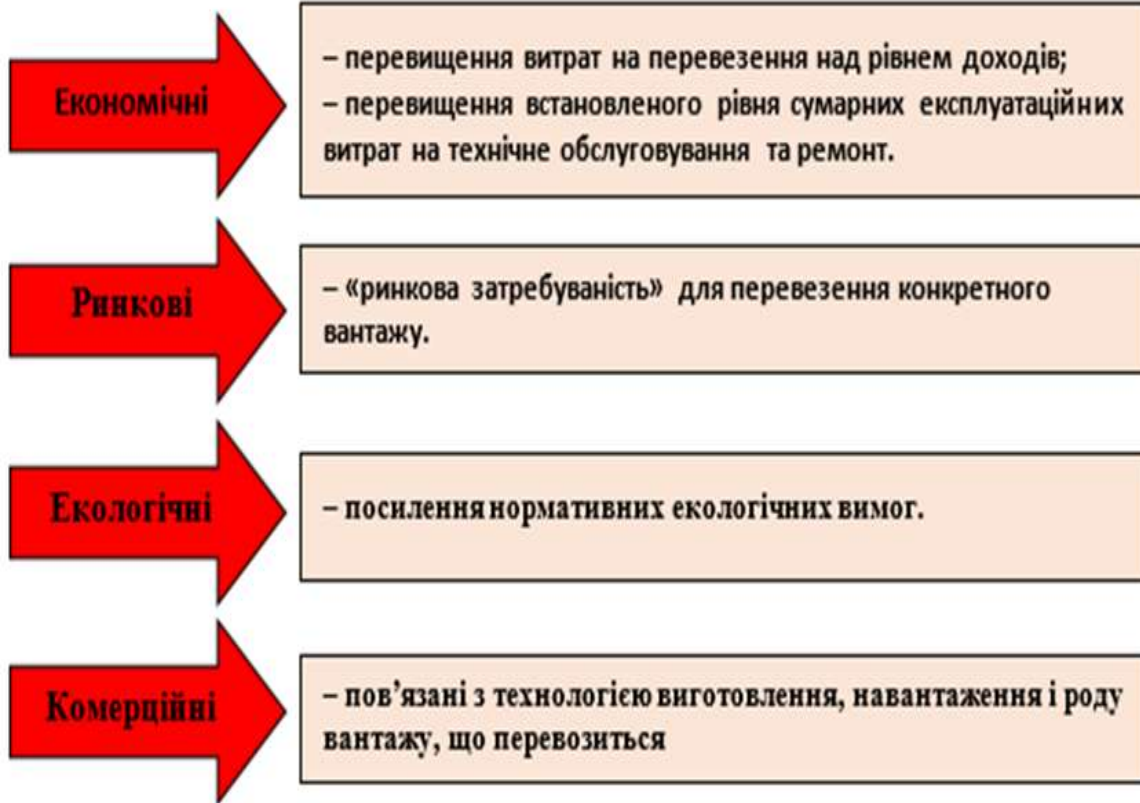 Економічні
– перевищення витрат на перевезення над рівнем доходів;
– перевищення встановленого рівня сумарних експлуатаційних
витрат на технічне обслуговування та ремонт.
Ринкові
– «ринкова затребуваність» для перевезення конкретного
вантажу.
Екологічні
– посилення нормативних екологічних вимог.
Комерційні
– пов’язані з технологією виготовлення, навантаження і роду
вантажу, що перевозиться